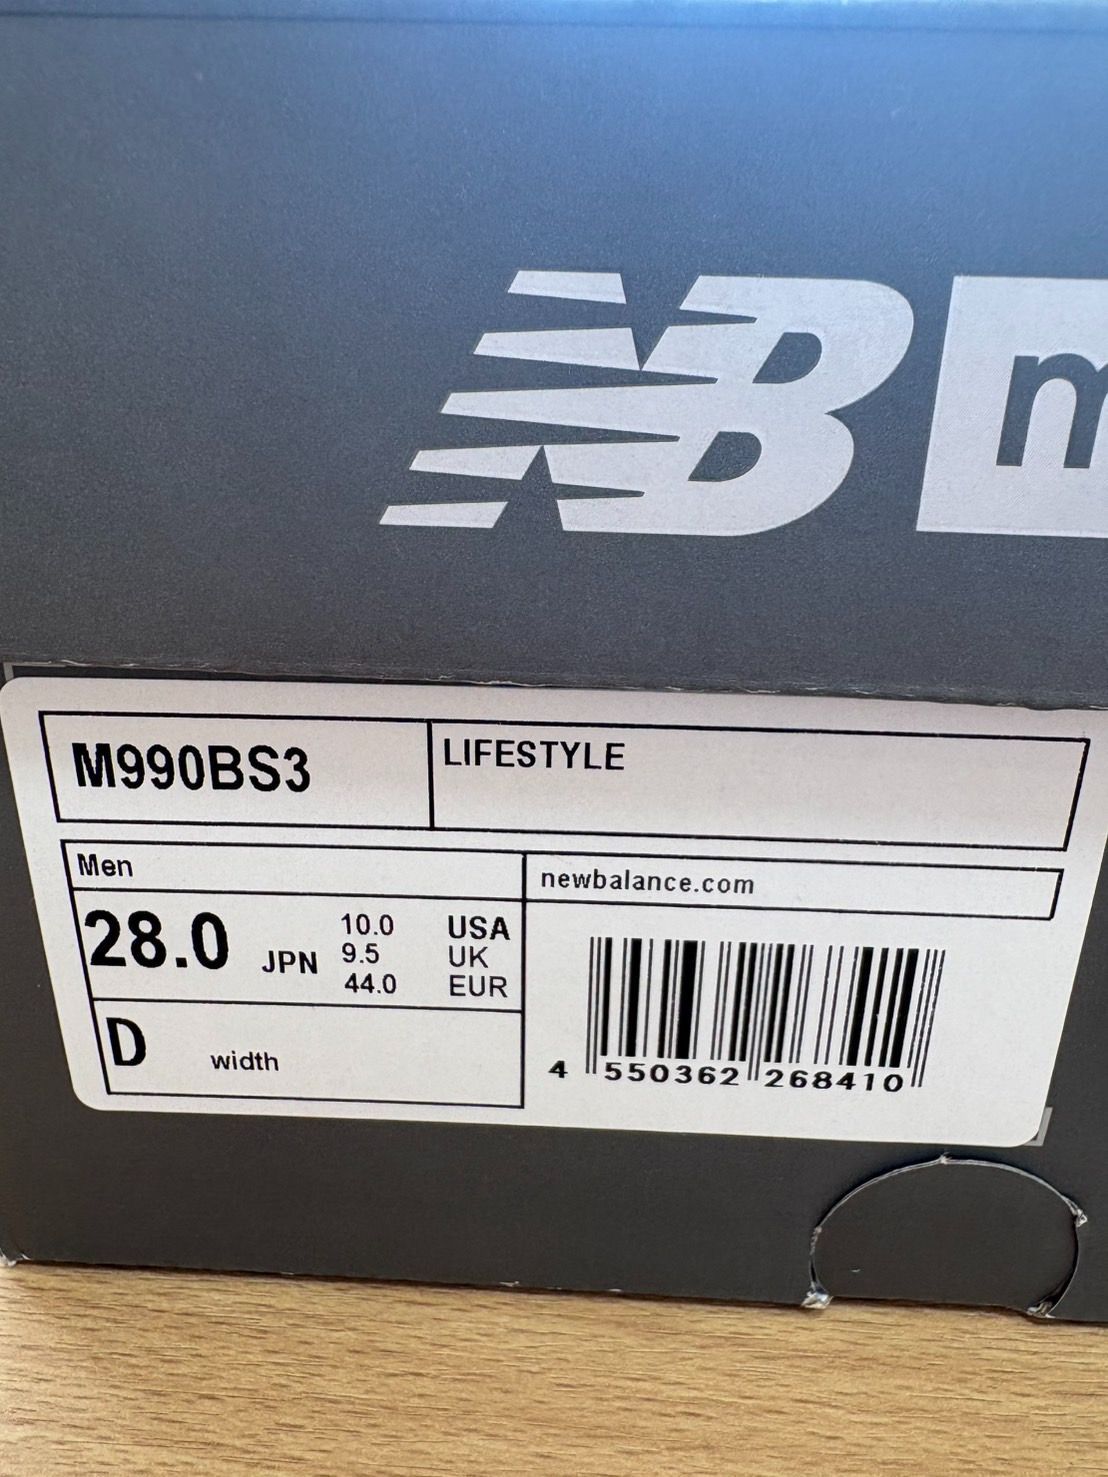 NB m
M990BS3
LIFESTYLE
Men
newbalance.com
28.0 JPN
10.0 USA
9.5 UK
44.0 EUR
D width
4 550362 268410